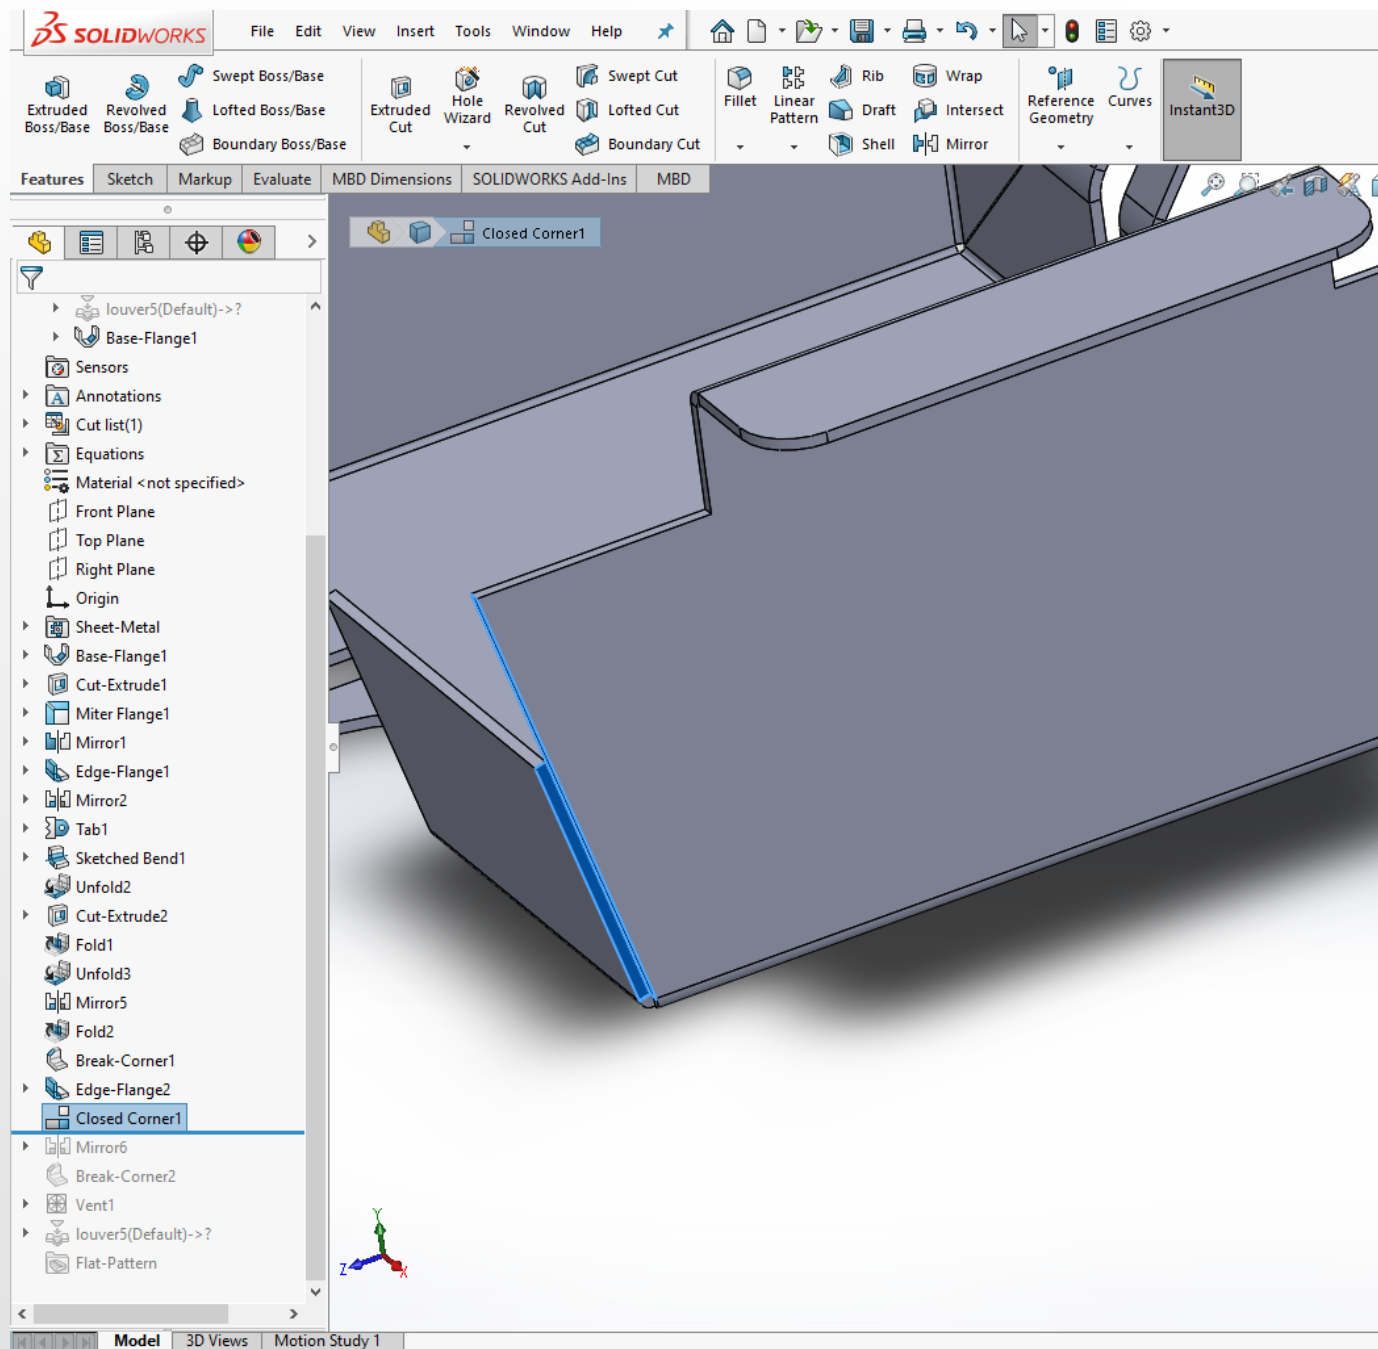 SOLIDWORKS File Edit View Insert Tools Window Help
Extruded Boss/Base
Revolved Boss/Base
Swept Boss/Base
Lofted Boss/Base
Boundary Boss/Base
Extruded Cut
Hole Wizard
Revolved Cut
Swept Cut
Lofted Cut
Boundary Cut
Fillet
Linear Pattern
Rib
Draft
Shell
Wrap
Intersect
Mirror
Reference Geometry
Curves
Instant3D
Features Sketch Markup Evaluate MBD Dimensions SOLIDWORKS Add-Ins MBD
Closed Corner1
louver5(Default)->?
Base-Flange1
Sensors
Annotations
Cut list(1)
Equations
Material <not specified>
Front Plane
Top Plane
Right Plane
Origin
Sheet-Metal
Base-Flange1
Cut-Extrude1
Miter Flange1
Mirror1
Edge-Flange1
Mirror2
Tab1
Sketched Bend1
Unfold2
Cut-Extrude2
Fold1
Unfold3
Mirror5
Fold2
Break-Corner1
Edge-Flange2
Closed Corner1
Mirror6
Break-Corner2
Vent1
louver5(Default)->?
Flat-Pattern
Y
Z
X
Model 3D Views Motion Study 1